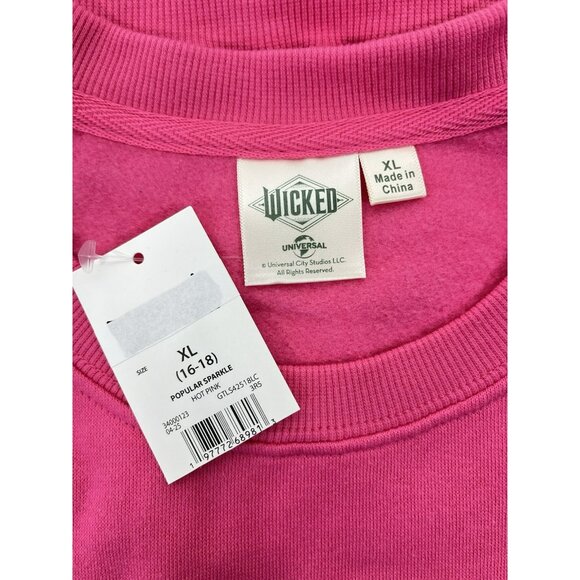 WICKED
UNIVERSAL
© Universal City Studios LLC.
All Rights Reserved.
XL
Made in
China
SIZE
XL
(16-18)
POPULAR SPARKLE
HOT PINK
GTLS42518LC
34000123
3R5
04-25
1 97772 68981 3